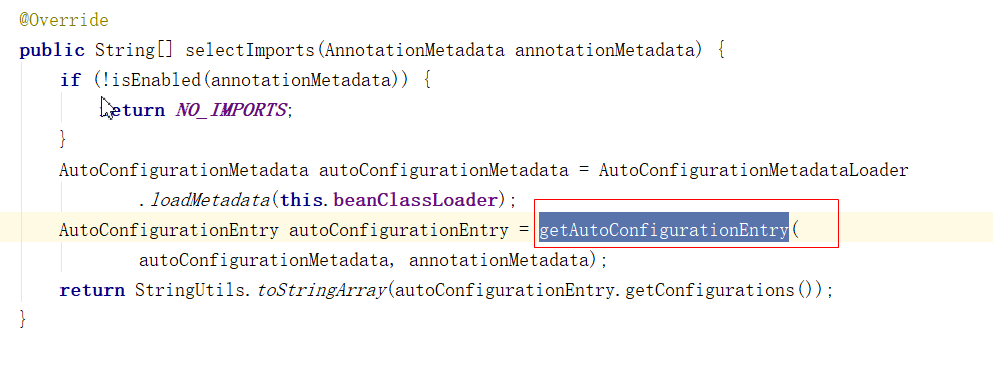 @Override
public String[] selectImports(AnnotationMetadata annotationMetadata) {
if (!isEnabled(annotationMetadata)) {
return NO_IMPORTS;
}
AutoConfigurationMetadata autoConfigurationMetadata = AutoConfigurationMetadataLoader
.loadMetadata(this.beanClassLoader);
AutoConfigurationEntry autoConfigurationEntry = getAutoConfigurationEntry(
autoConfigurationMetadata, annotationMetadata);
return StringUtils.toStringArray(autoConfigurationEntry.getConfigurations());
}